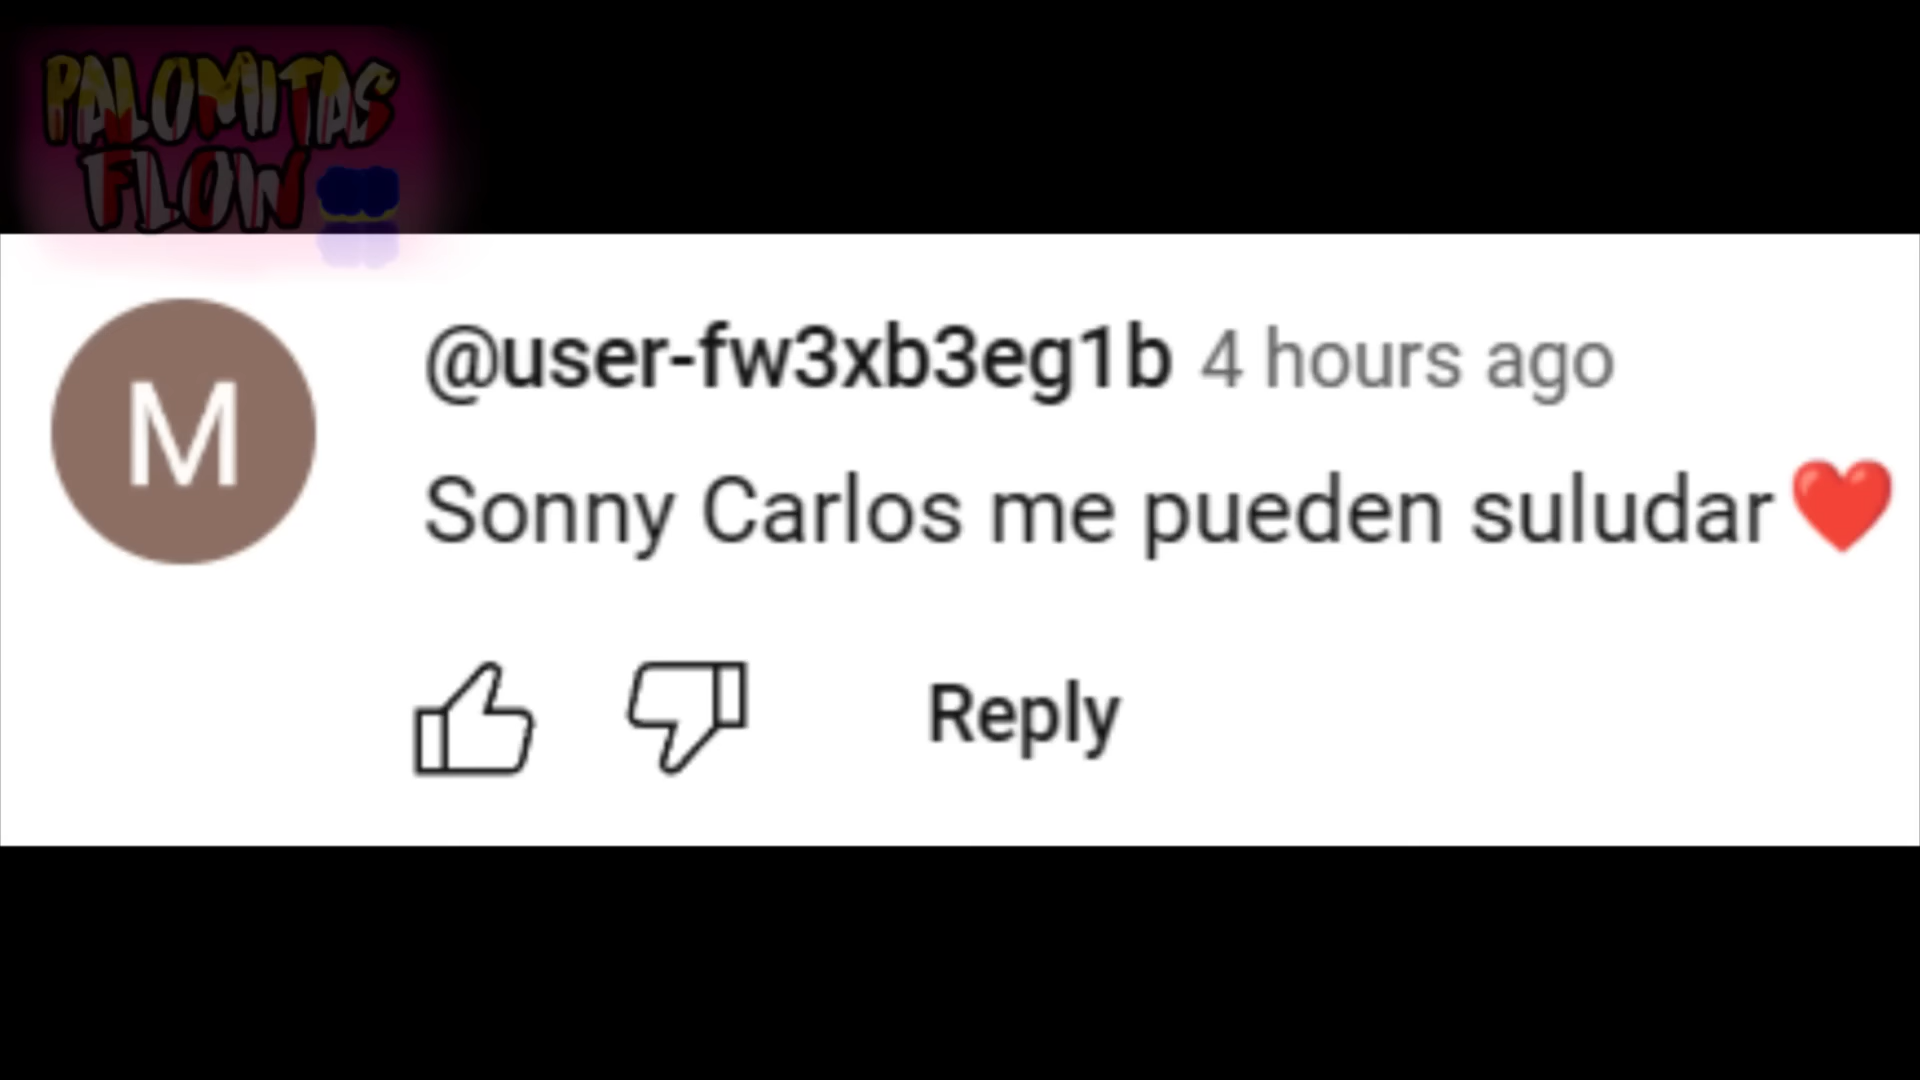 PALOMITAS
FLOW
M
@user-fw3xb3eg1b 4 hours ago
Sonny Carlos me pueden suludar ❤️
Reply